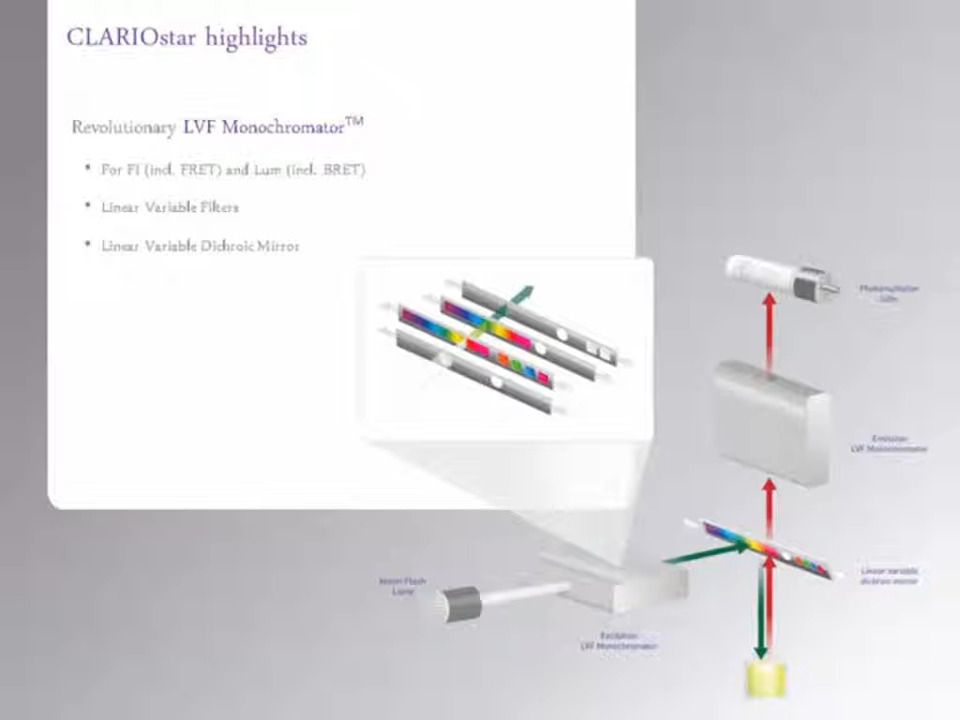 CLARIOstar highlights
Revolutionary LVF Monochromator™
• For FI (incl. FRET) and Lum (incl. BRET)
• Linear Variable Filters
• Linear Variable Dichroic Mirror
Photomultiplier
tube
Emission
LVF Monochromator
Linear variable
dichroic mirror
Xenon Flash
Lamp
Excitation
LVF Monochromator